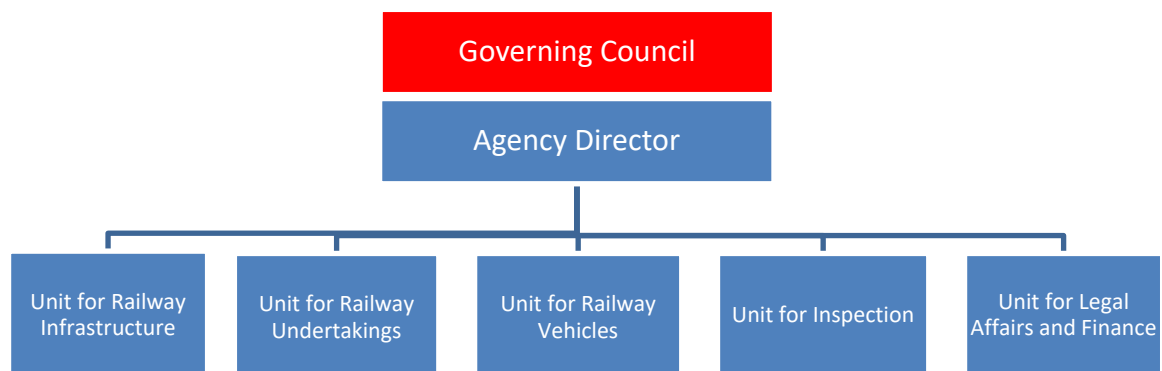 Governing Council
Agency Director
Unit for Railway
Infrastructure
Unit for Railway
Undertakings
Unit for Railway
Vehicles
Unit for Inspection
Unit for Legal
Affairs and Finance